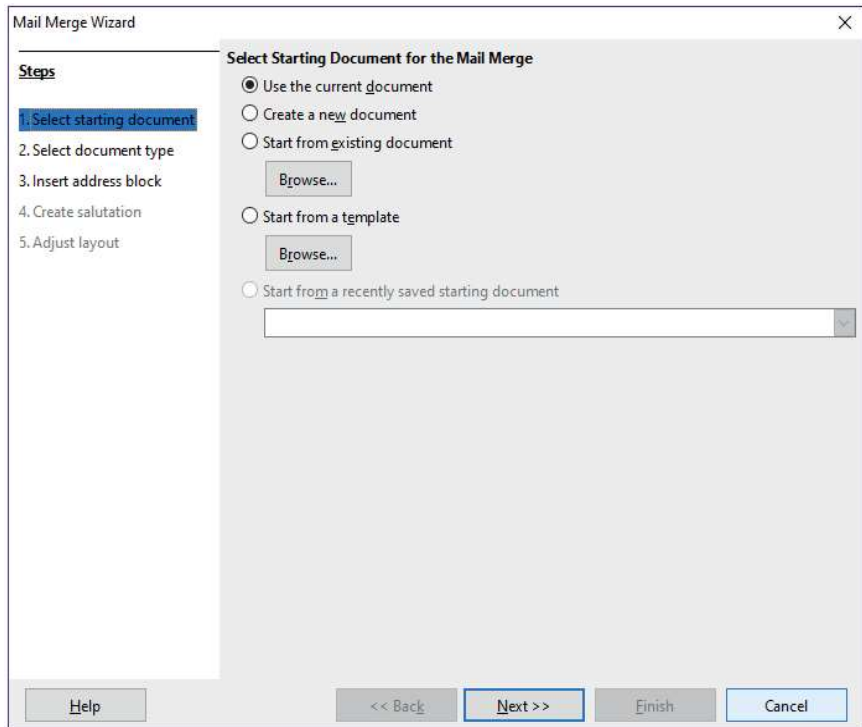 Mail Merge Wizard
Steps
1. Select starting document
2. Select document type
3. Insert address block
4. Create salutation
5. Adjust layout
Select Starting Document for the Mail Merge
Use the current document
Create a new document
Start from existing document
Browse...
Start from a template
Browse...
Start from a recently saved starting document
Help
<< Back
Next >>
Finish
Cancel